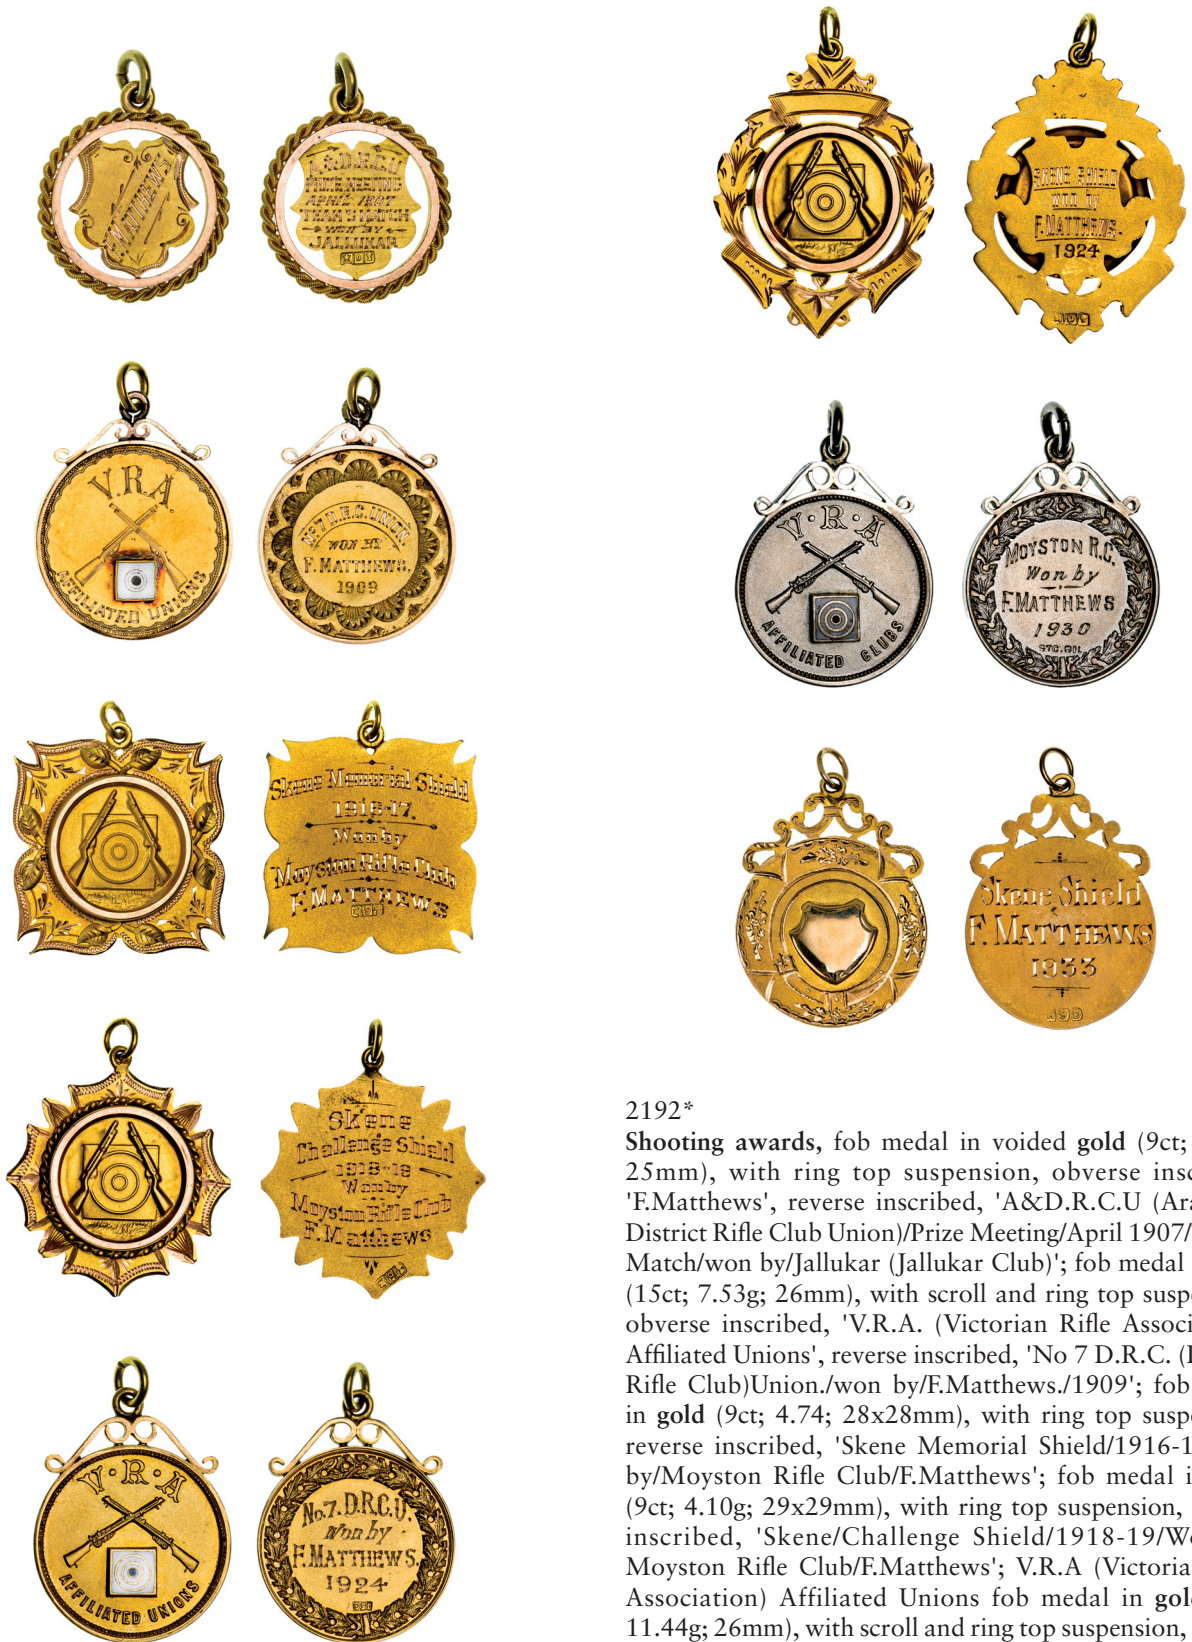 F. MATTHEWS
A & D.R.C.U
PRIZE MEETING
APRIL 1907
TEAMS MATCH
WON BY
JALLUKAR
V.R.A.
AFFILIATED UNIONS
No 7 D.R.C. UNION.
WON BY
F. MATTHEWS.
1909
Skene Memorial Shield
1916-17.
Won by
Moyston Rifle Club
F. MATTHEWS
Skene
Challenge Shield
1918-19
Won by
Moyston Rifle Club
F. Matthews
V·R·A
AFFILIATED UNIONS
No. 7. D.R.C.U.
Won by
F. MATTHEWS.
1924
SKENE SHIELD
WON by
F. MATTHEWS.
1924
V·R·A
AFFILIATED CLUBS
MOYSTON R.C.
Won by
F. MATTHEWS
1930
STG. SIL
Skene Shield
F. MATTHEWS
1933
2192*
Shooting awards, fob medal in voided gold (9ct;
25mm), with ring top suspension, obverse insc
'F.Matthews', reverse inscribed, 'A&D.R.C.U (Ara
District Rifle Club Union)/Prize Meeting/April 1907/
Match/won by/Jallukar (Jallukar Club)'; fob medal
(15ct; 7.53g; 26mm), with scroll and ring top suspe
obverse inscribed, 'V.R.A. (Victorian Rifle Associ
Affiliated Unions', reverse inscribed, 'No 7 D.R.C. (
Rifle Club)Union./won by/F.Matthews./1909'; fob
in gold (9ct; 4.74; 28x28mm), with ring top suspe
reverse inscribed, 'Skene Memorial Shield/1916-1
by/Moyston Rifle Club/F.Matthews'; fob medal i
(9ct; 4.10g; 29x29mm), with ring top suspension,
inscribed, 'Skene/Challenge Shield/1918-19/Wo
Moyston Rifle Club/F.Matthews'; V.R.A (Victoria
Association) Affiliated Unions fob medal in gol
11.44g; 26mm), with scroll and ring top suspension,